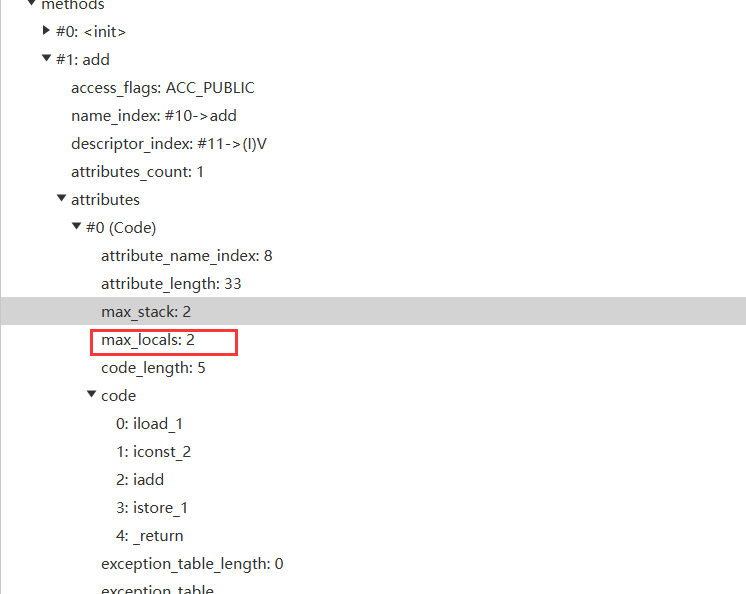 methods
#0: <init>
#1: add
access_flags: ACC_PUBLIC
name_index: #10->add
descriptor_index: #11->(I)V
attributes_count: 1
attributes
#0 (Code)
attribute_name_index: 8
attribute_length: 33
max_stack: 2
max_locals: 2
code_length: 5
code
0: iload_1
1: iconst_2
2: iadd
3: istore_1
4: _return
exception_table_length: 0
exception_table